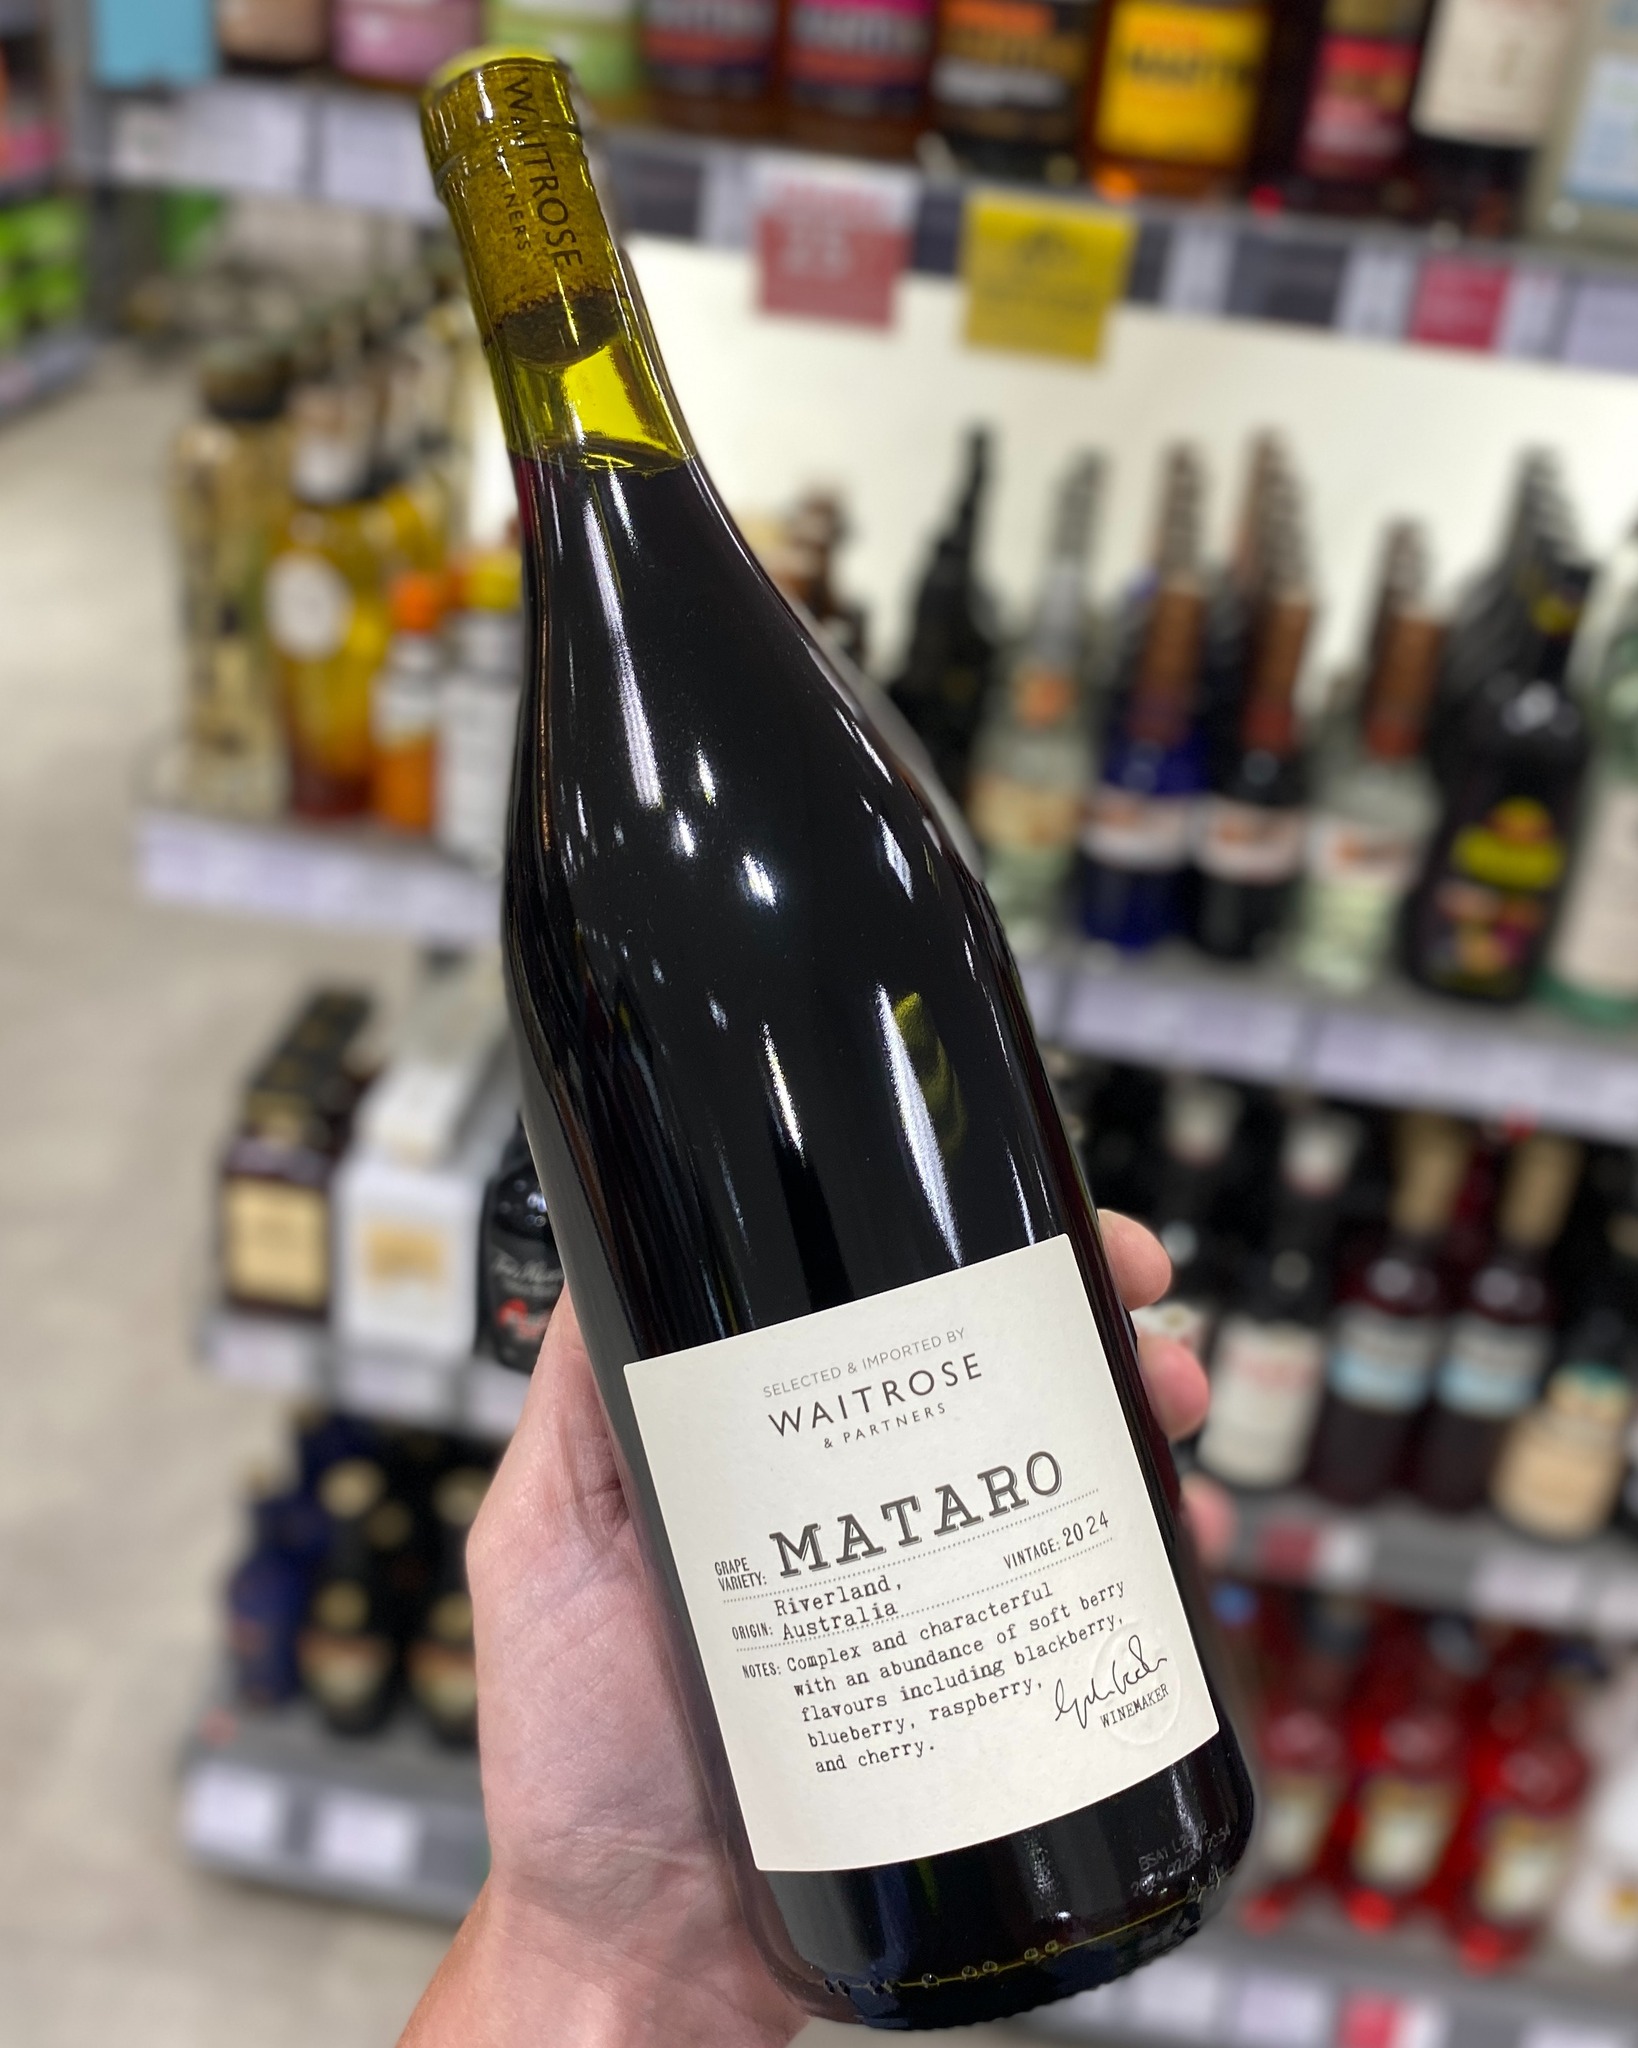 WAITROSE
SELECTED & IMPORTED BY
WAITROSE
& PARTNERS
GRAPE VARIETY: MATARO
VINTAGE: 2024
ORIGIN: Riverland,
Australia
NOTES: Complex and characterful
with an abundance of soft berry
flavours including blackberry,
blueberry, raspberry,
and cherry.
WINEMAKER